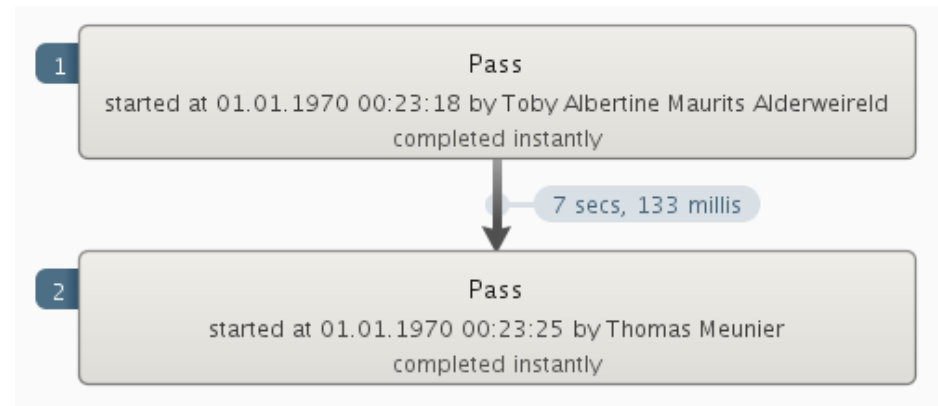 1
Pass
started at 01.01.1970 00:23:18 by Toby Albertine Maurits Alderweireld
completed instantly
7 secs, 133 millis
2
Pass
started at 01.01.1970 00:23:25 by Thomas Meunier
completed instantly